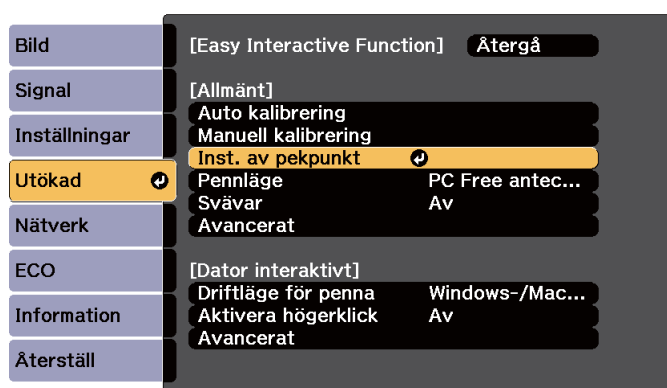 Bild
Signal
Inställningar
Utökad
Nätverk
ECO
Information
Återställ
[Easy Interactive Function] Återgå
[Allmänt]
Auto kalibrering
Manuell kalibrering
Inst. av pekpunkt
Pennläge PC Free antec...
Svävar Av
Avancerat
[Dator interaktivt]
Driftläge för penna Windows-/Mac...
Aktivera högerklick Av
Avancerat